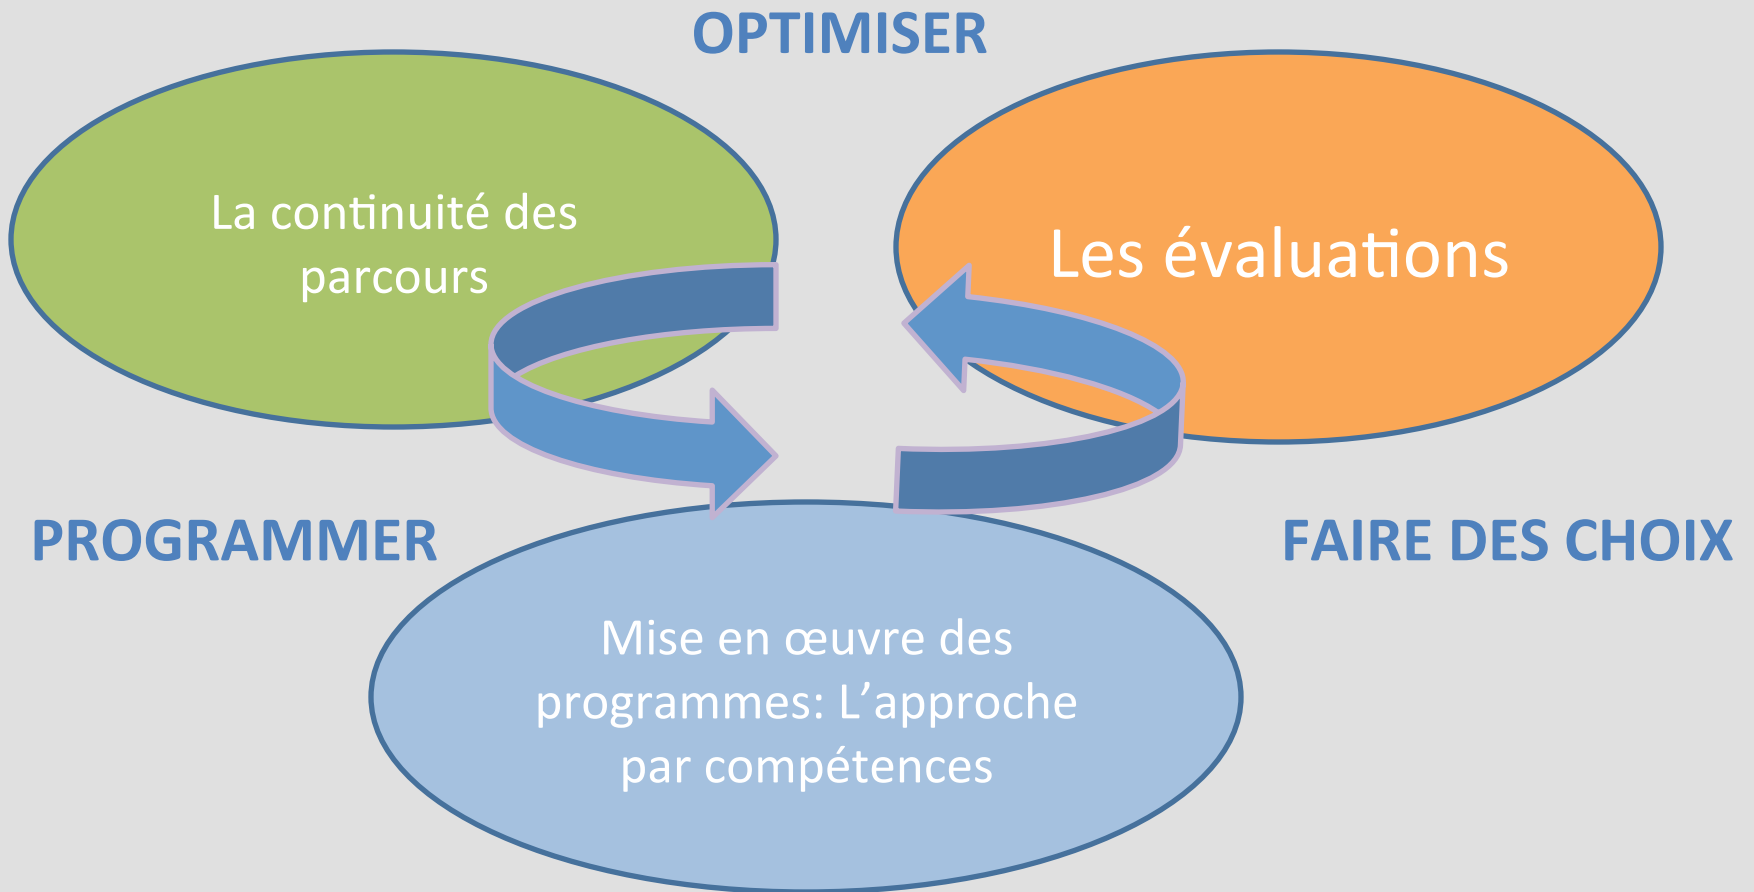 OPTIMISER
La continuité des
parcours
Les évaluations
PROGRAMMER
FAIRE DES CHOIX
Mise en œuvre des
programmes: L’approche
par compétences